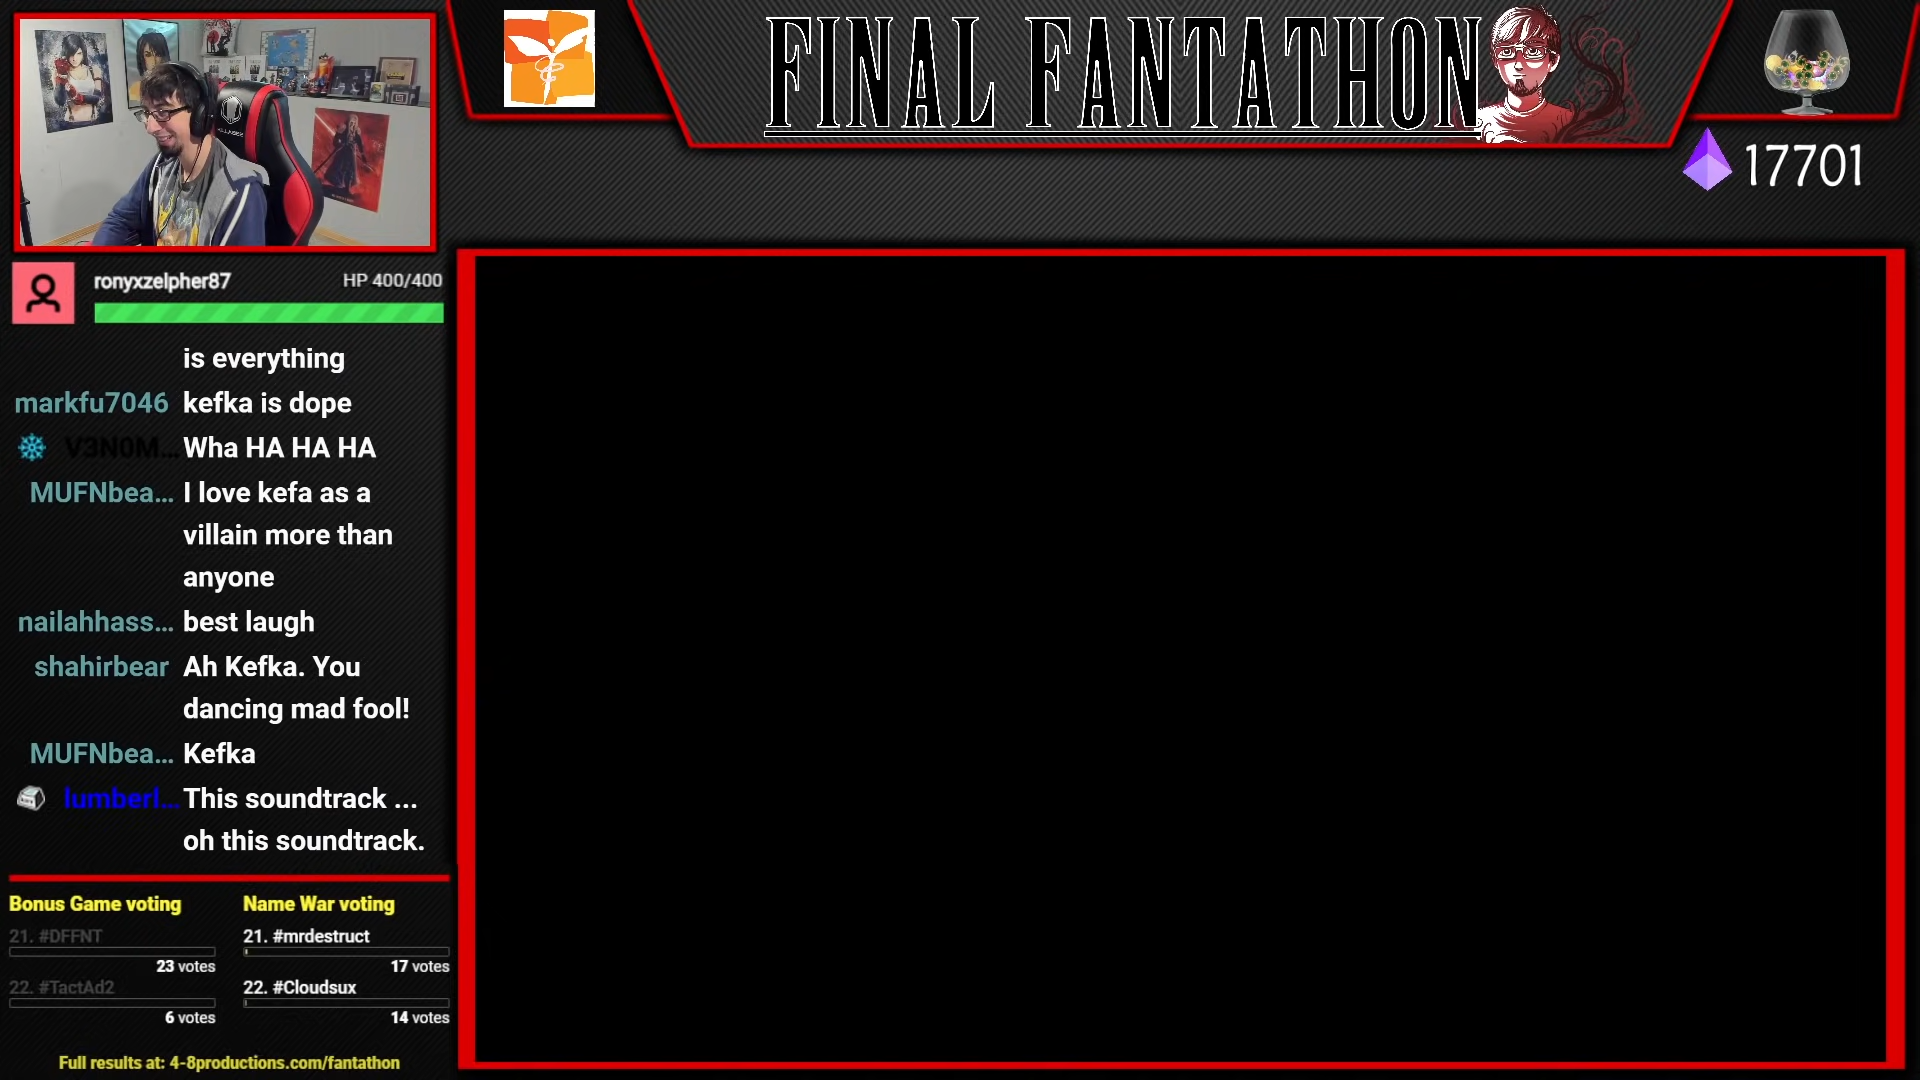 FINAL FANTATHON
17701
ronyxzelpher87 HP 400/400
is everything
markfu7046 kefka is dope
V3N0M... Wha HA HA HA
MUFNbea... I love kefa as a
villain more than
anyone
nailahhass... best laugh
shahirbear Ah Kefka. You
dancing mad fool!
MUFNbea... Kefka
lumberl... This soundtrack ...
oh this soundtrack.
Bonus Game voting
21. #DFFNT
23 votes
22. #TactAd2
6 votes
Name War voting
21. #mrdestruct
17 votes
22. #Cloudsux
14 votes
Full results at: 4-8productions.com/fantathon